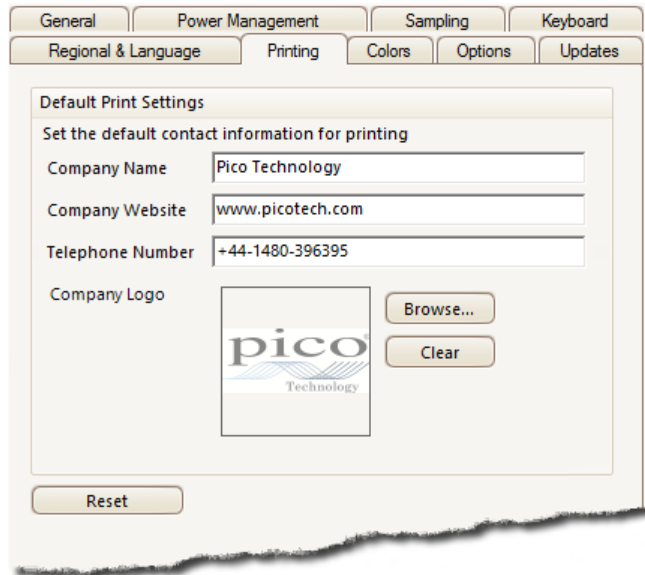 General Power Management Sampling Keyboard
Regional & Language Printing Colors Options Updates
Default Print Settings
Set the default contact information for printing
Company Name Pico Technology
Company Website www.picotech.com
Telephone Number +44-1480-396395
Company Logo
Browse...
pico®
Technology
Clear
Reset